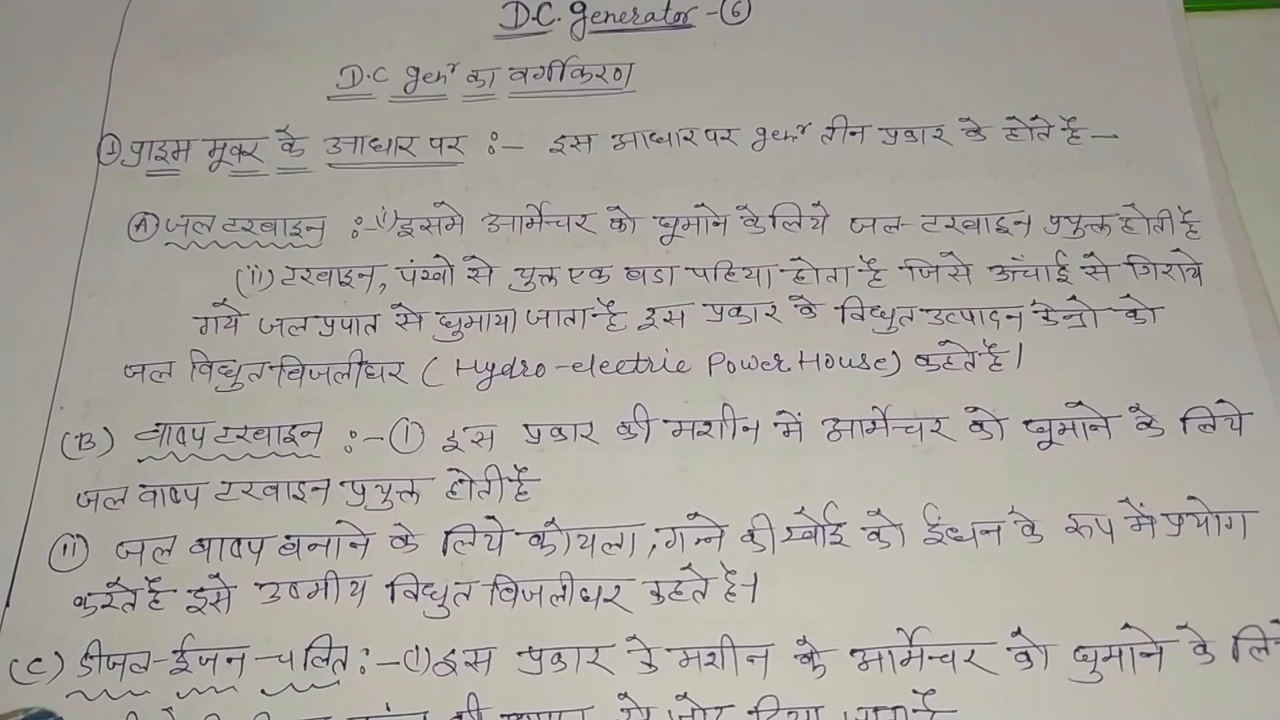 D.C. Generator -⑥
D.C genr का वर्गीकरण
① प्राइम मूवर के आधार पर :- इस आधार पर genr तीन प्रकार के होते है -
Ⓐ जल टरबाइन :- (i) इसमे आर्मेचर को घूमाने के लिये जल-टरबाइन प्रयुक्त होती है
(ii) टरबाइन, पंखो से युक्त एक बडा पहिया होता है जिसे ऊंचाई से गिराये
गये जल प्रपात से घुमाया जाता है इस प्रकार के विधुत उत्पादन केन्द्रो को
जल विधुत बिजलीघर (Hydro-electric Power House) कहते है।
(B) वाष्प टरबाइन :- ① इस प्रकार की मशीन में आर्मेचर को घूमाने के लिये
जल वाष्प टरबाइन प्रयुक्त होती है
(ii) जल वाष्प बनाने के लिये कोयला, गन्ने की खोई को ईंधन के रूप में प्रयोग
करते है इसे उष्मीय विधुत बिजलीघर कहते है।
(C) डीजल-ईजन-चलित :- (i) इस प्रकार के मशीन के आर्मेचर को घुमाने के लिये